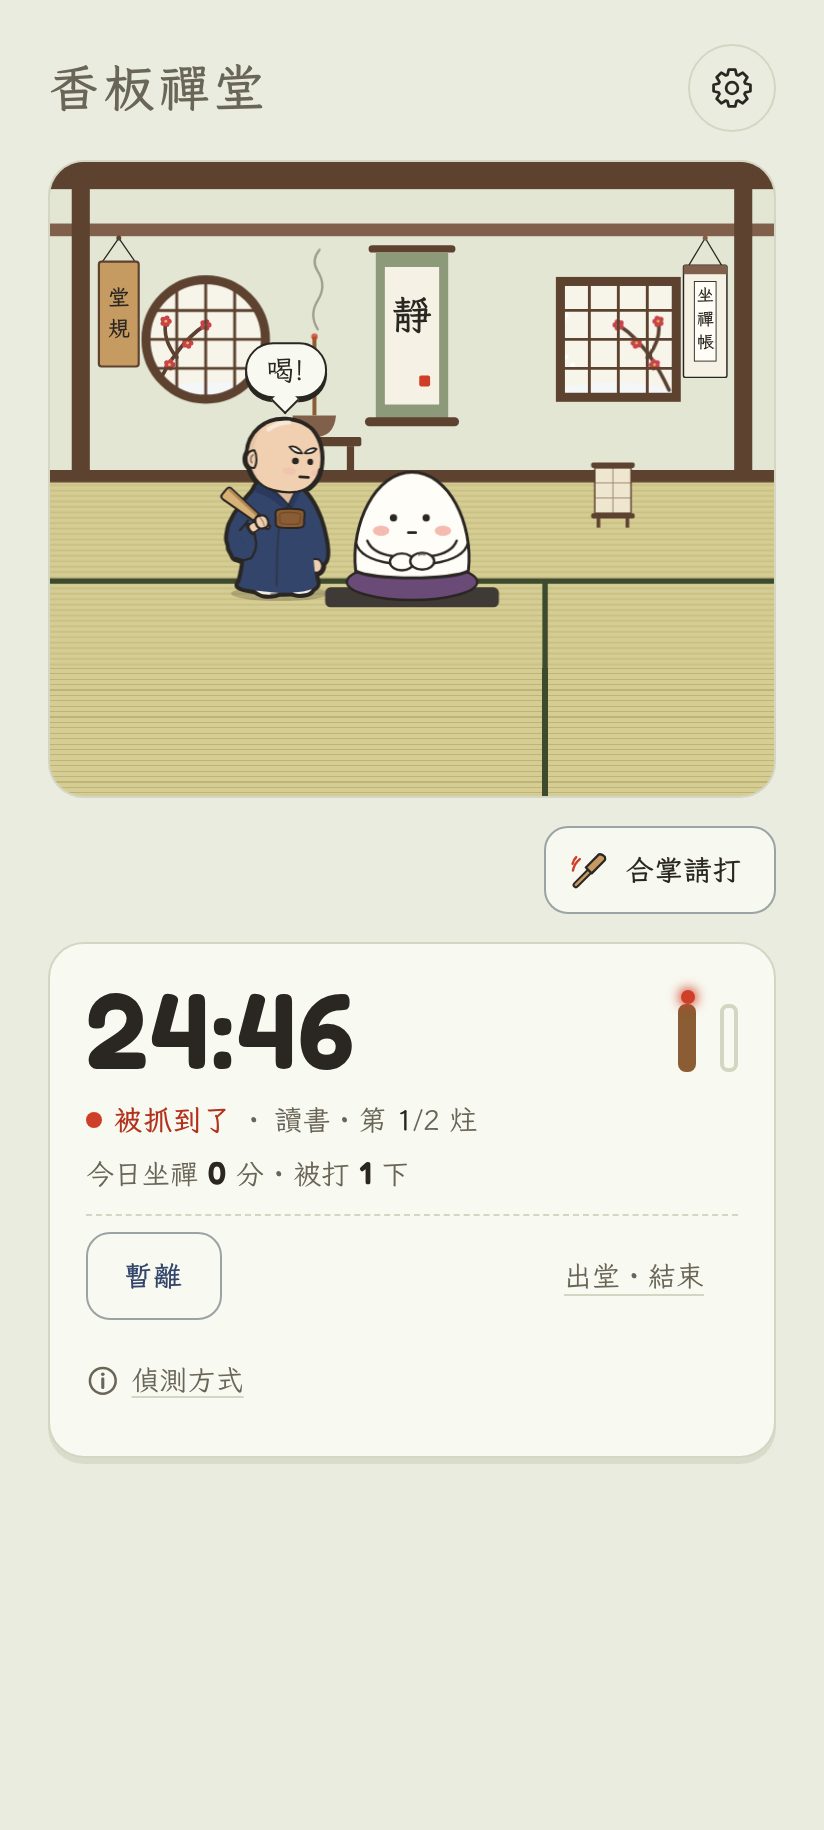 香板禪堂
堂規
靜
坐禪帳
喝!
合掌請打
24:46
被抓到了 · 讀書 · 第 1/2 炷
今日坐禪 0 分 · 被打 1 下
暫離
出堂 · 結束
偵測方式